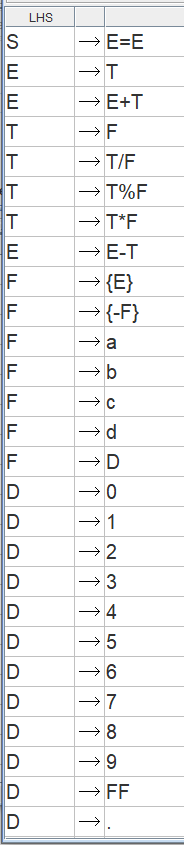 LHS
S → E=E
E → T
E → E+T
T → F
T → T/F
T → T%F
T → T*F
E → E-T
F → {E}
F → {-F}
F → a
F → b
F → c
F → d
F → D
D → 0
D → 1
D → 2
D → 3
D → 4
D → 5
D → 6
D → 7
D → 8
D → 9
D → FF
D → .